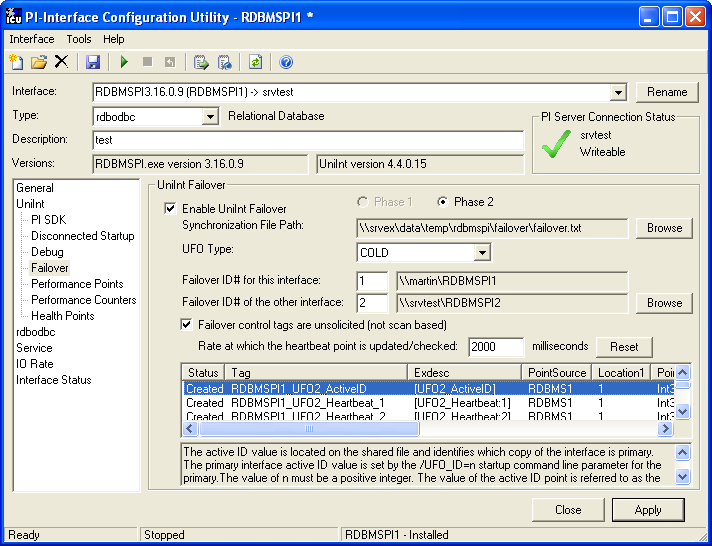 PI-Interface Configuration Utility - RDBMSPI1 *
Interface Tools Help
Interface: RDBMSPI3.16.0.9 (RDBMSPI1) -> srvtest Rename
Type: rdbodbc Relational Database
PI Server Connection Status
srvtest
Writeable
Description: test
Versions: RDBMSPI.exe version 3.16.0.9 UniInt version 4.4.0.15
General
UniInt
PI SDK
Disconnected Startup
Debug
Failover
Performance Points
Performance Counters
Health Points
rdbodbc
Service
IO Rate
Interface Status
UniInt Failover
Enable UniInt Failover Phase 1 Phase 2
Synchronization File Path: \\srvex\data\temp\rdbmspi\failover\failover.txt Browse
UFO Type: COLD
Failover ID# for this interface: 1 \\martin\RDBMSPI1
Failover ID# of the other interface: 2 \\srvtest\RDBMSPI2 Browse
Failover control tags are unsolicited (not scan based)
Rate at which the heartbeat point is updated/checked: 2000 milliseconds Reset
Status Tag Exdesc PointSource Location1 Poi
Created RDBMSPI1_UFO2_ActiveID [UFO2_ActiveID] RDBMS1 1 Int3
Created RDBMSPI1_UFO2_Heartbeat_1 [UFO2_Heartbeat:1] RDBMS1 1 Int3
Created RDBMSPI1_UFO2_Heartbeat_2 [UFO2_Heartbeat:2] RDBMS1 1 Int3
The active ID value is located on the shared file and identifies which copy of the interface is primary.
The primary interface active ID value is set by the /UFO_ID=n startup command line parameter for the
primary.The value of n must be a positive integer. The value of the active ID point is referred to as the
Close Apply
Ready Stopped RDBMSPI1 - Installed